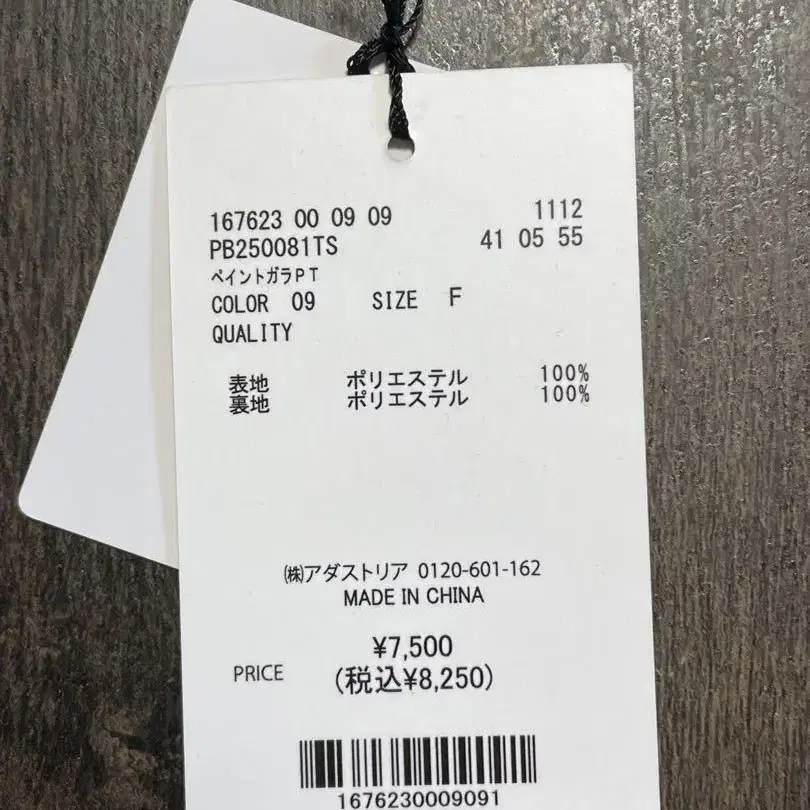 167623 00 09 09 1112
PB250081TS 41 05 55
ペイントガラPT
COLOR 09 SIZE F
QUALITY
表地 ポリエステル 100%
裏地 ポリエステル 100%
㈱アダストリア 0120-601-162
MADE IN CHINA
¥7,500
PRICE (税込¥8,250)
1676230009091